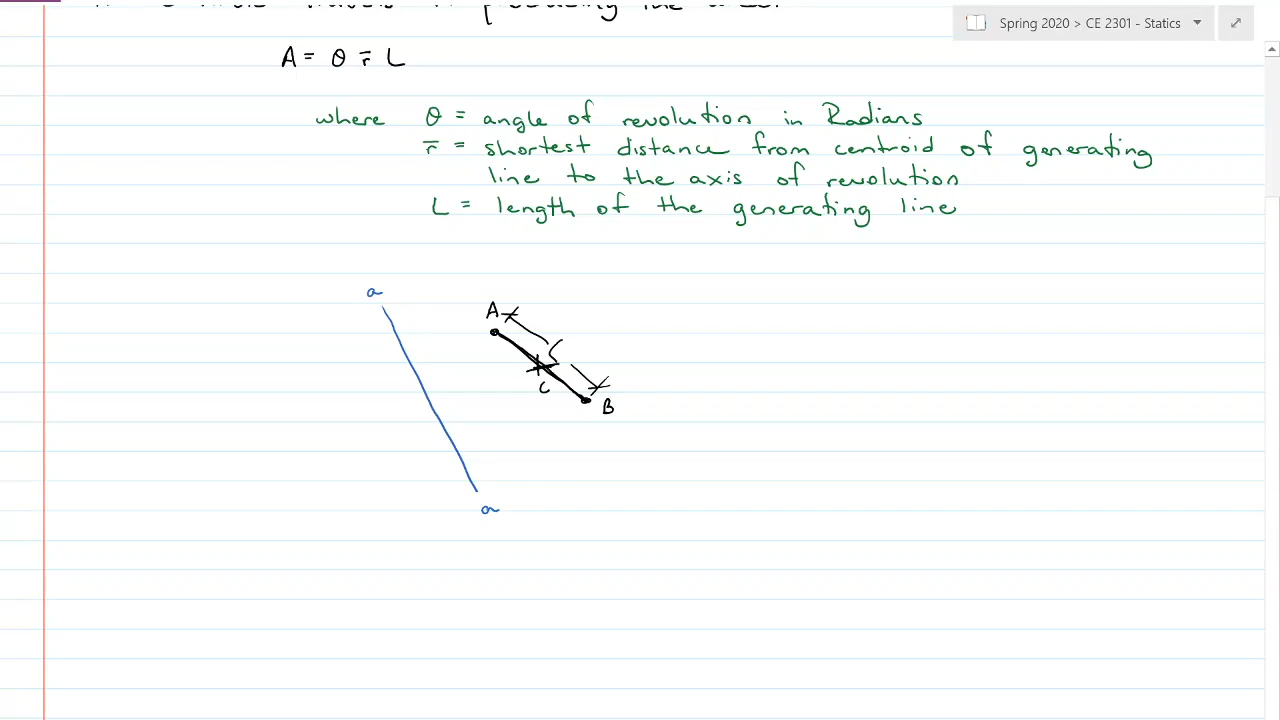 Spring 2020 > CE 2301 - Statics
A = θ r̄ L
where θ = angle of revolution in Radians
r̄ = shortest distance from centroid of generating
line to the axis of revolution
L = length of the generating line
a
A
L
C
B
a